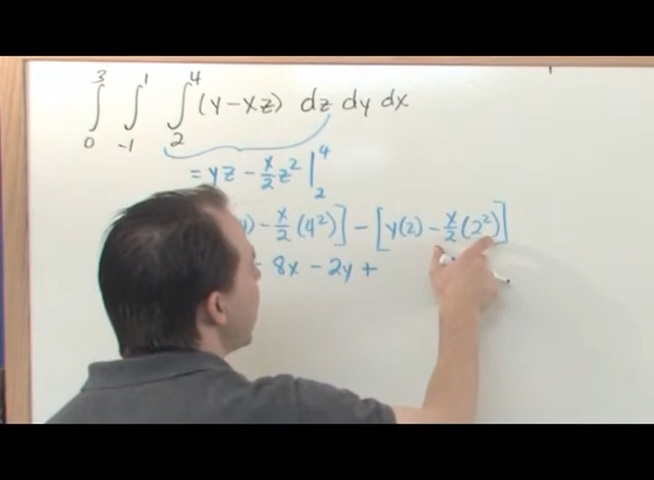 ∫₀³ ∫₋₁¹ ∫₂⁴ (y-xz) dz dy dx
= yz - x/2 z² |₂⁴
) - x/2 (4²)] - [y(2) - x/2 (2²)]
- 8x - 2y +